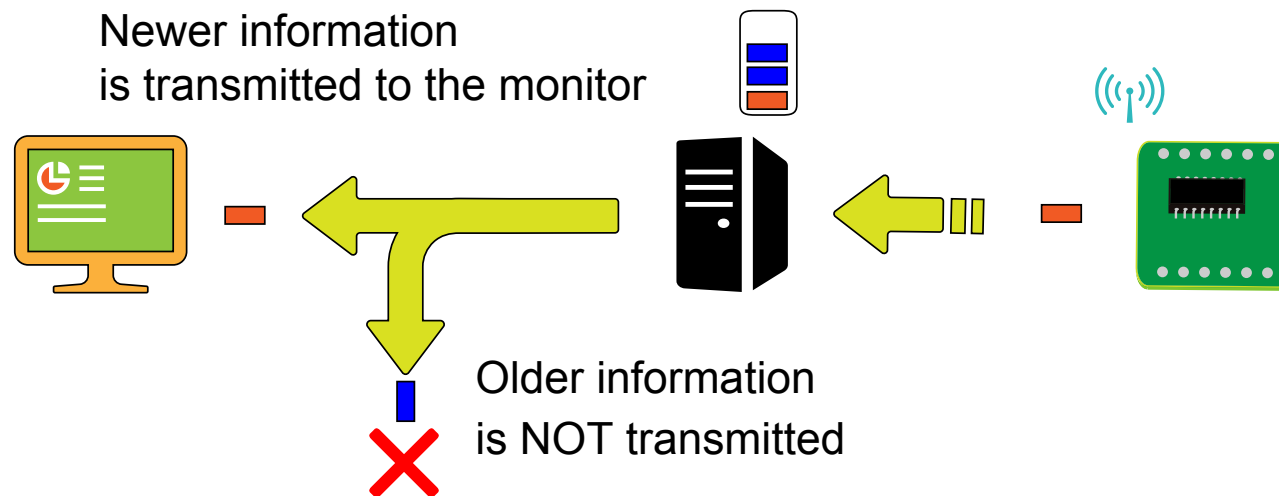 Newer information
is transmitted to the monitor
Older information
is NOT transmitted